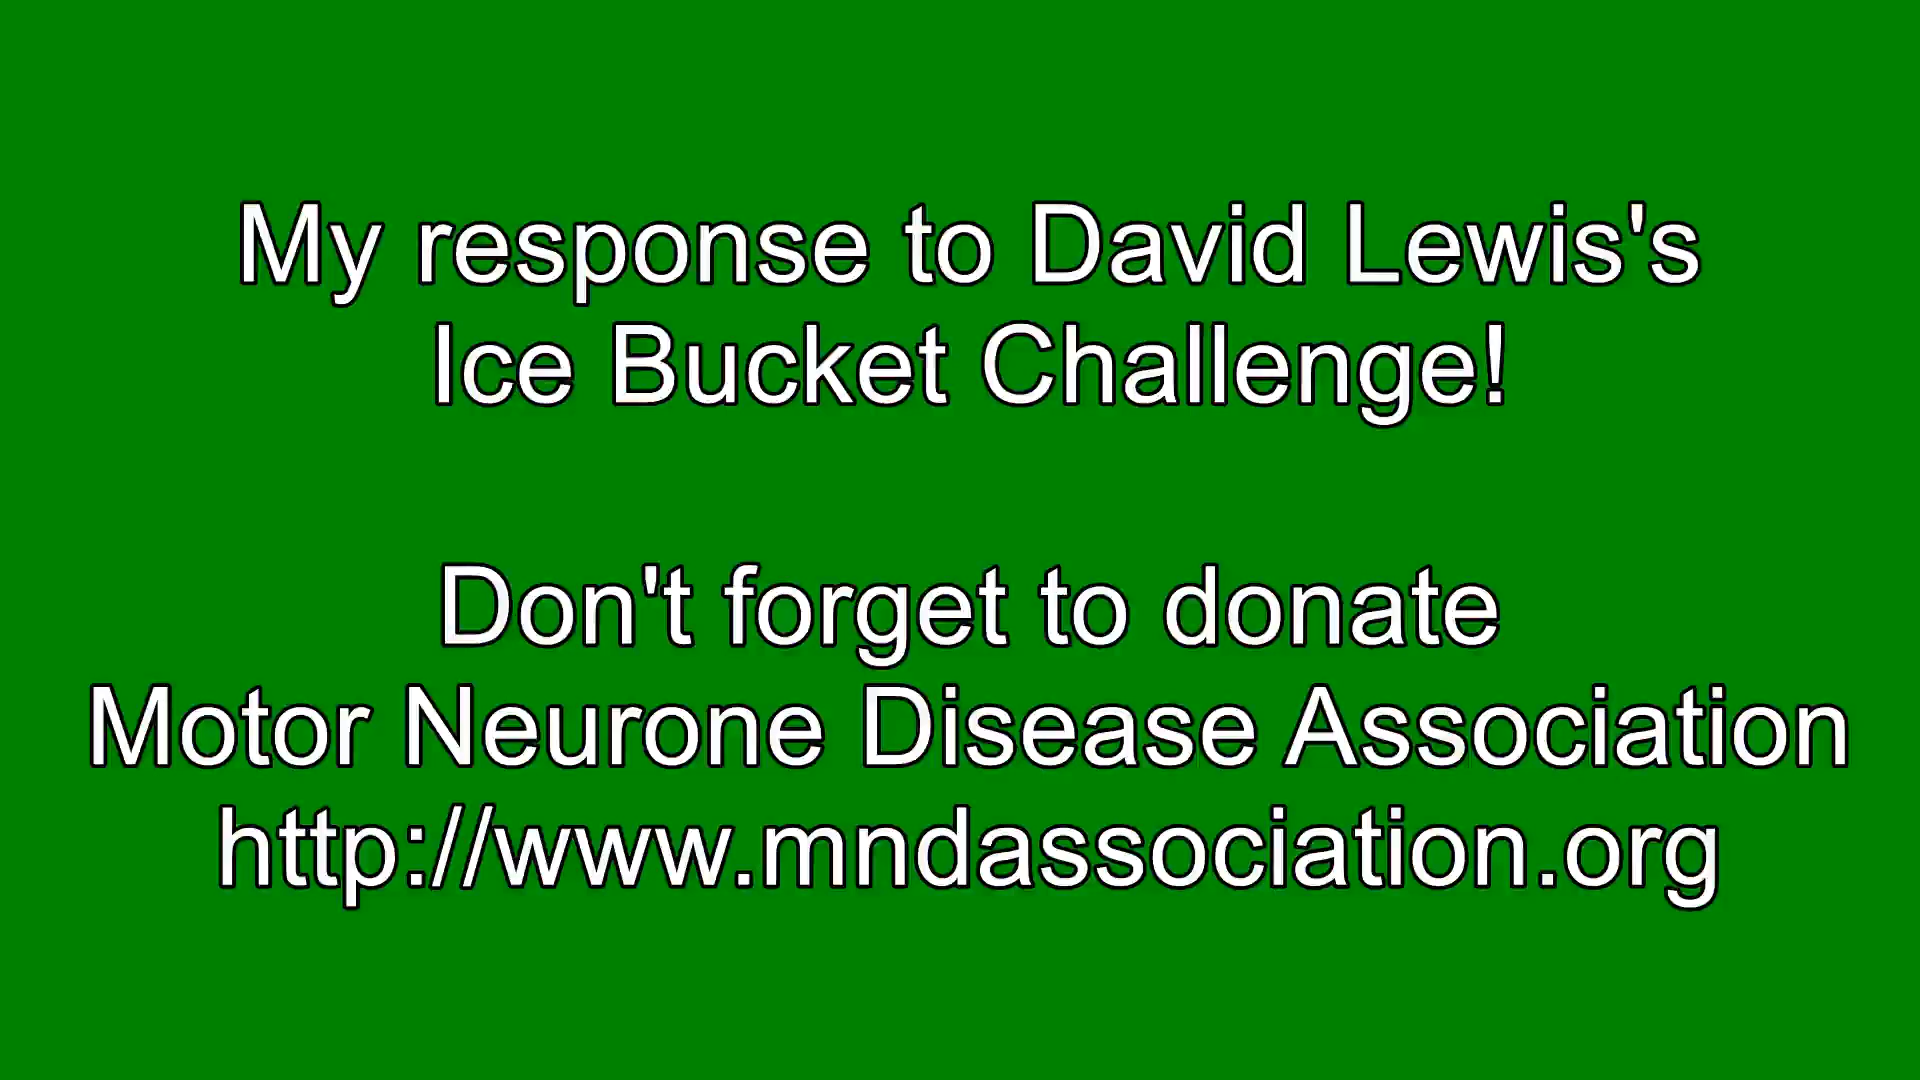 My response to David Lewis's
Ice Bucket Challenge!
Don't forget to donate
Motor Neurone Disease Association
http://www.mndassociation.org